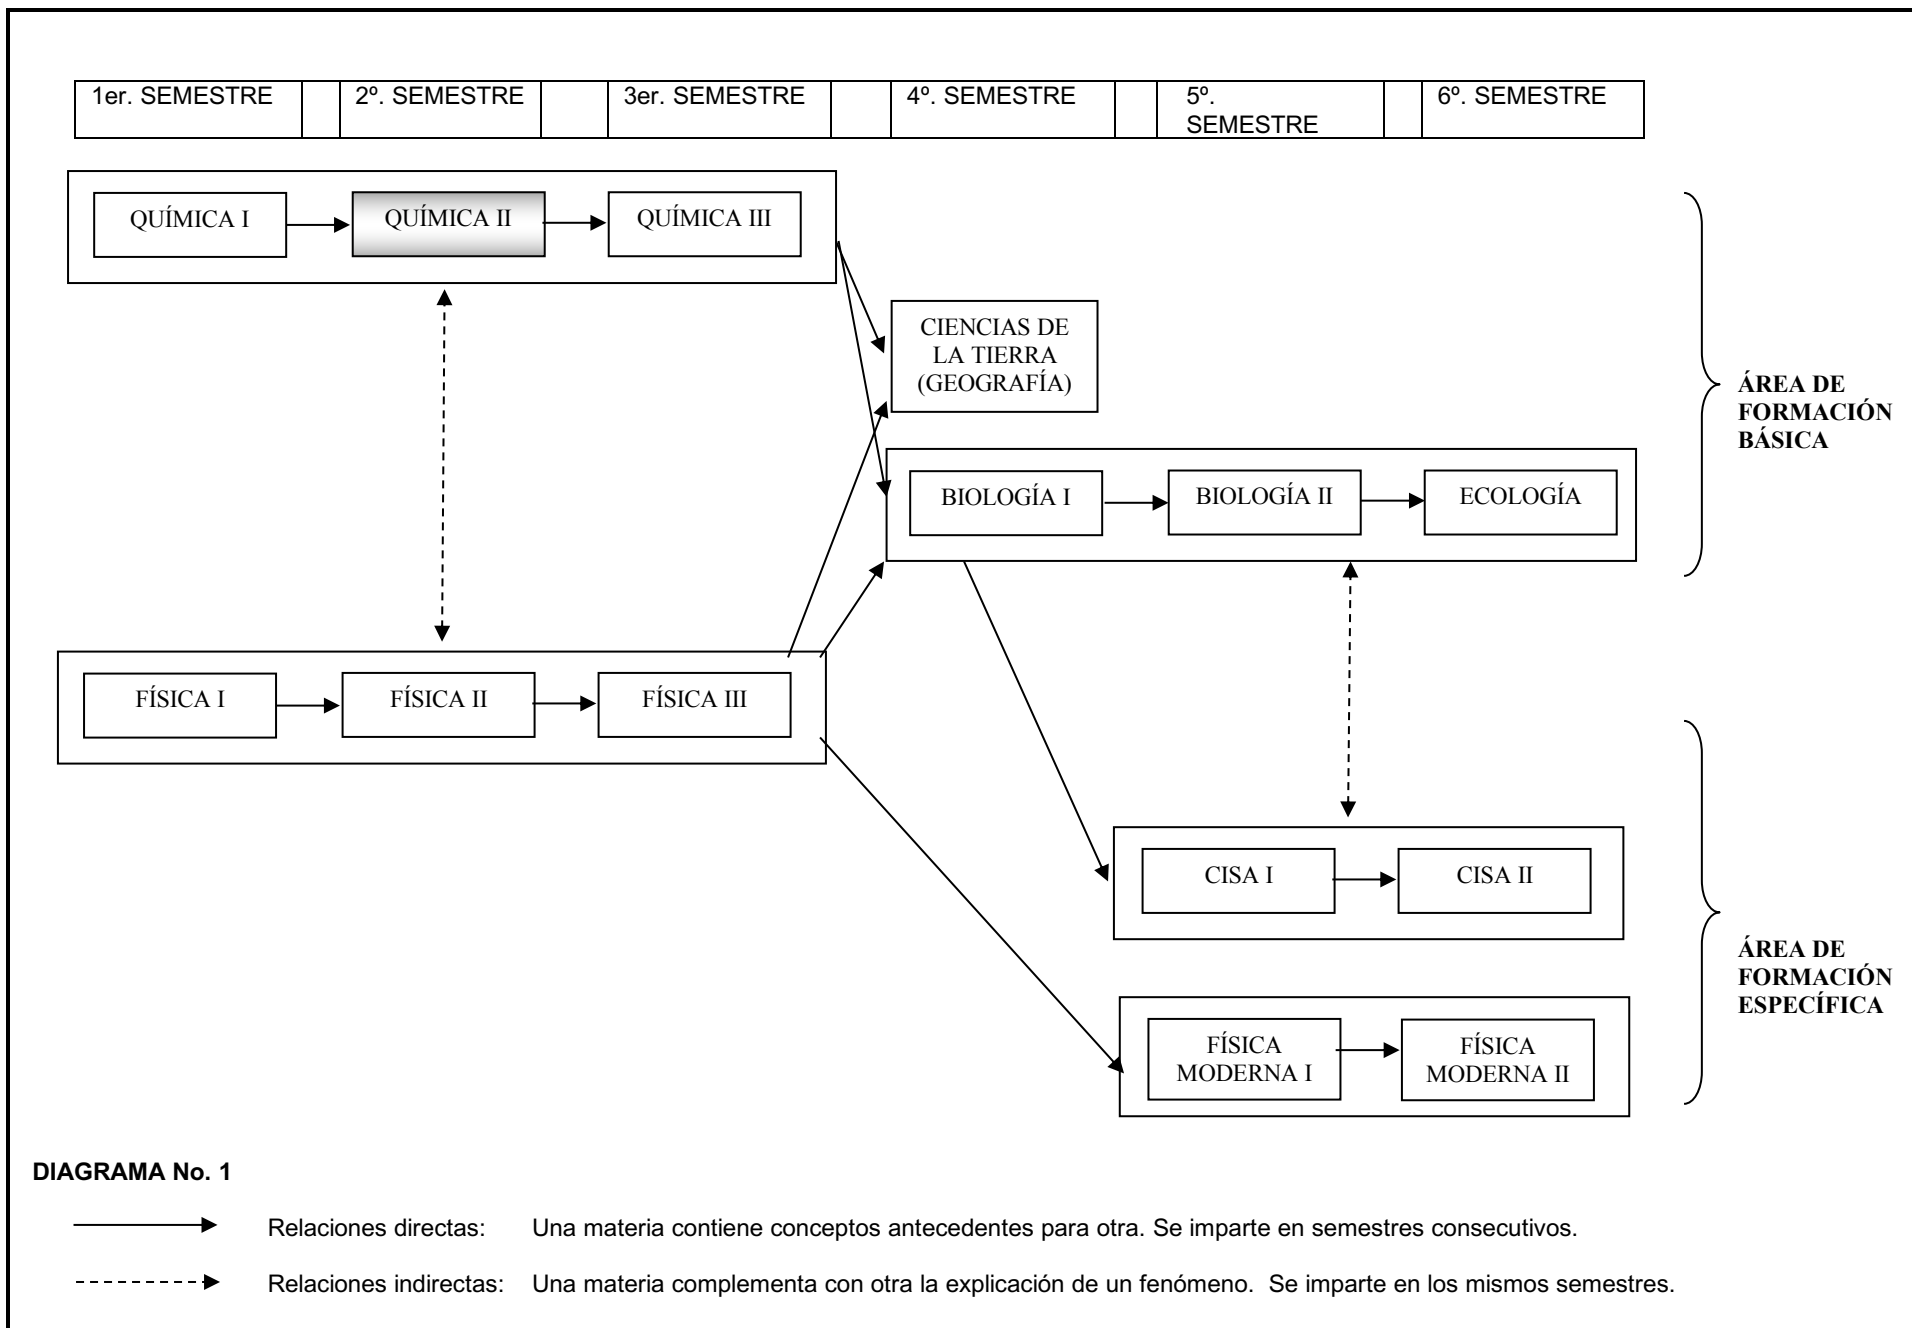 1er. SEMESTRE
2º. SEMESTRE
3er. SEMESTRE
4º. SEMESTRE
5º.
SEMESTRE
6º. SEMESTRE
QUÍMICA I
QUÍMICA II
QUÍMICA III
CIENCIAS DE
LA TIERRA
(GEOGRAFÍA)
ÁREA DE
FORMACIÓN
BÁSICA
BIOLOGÍA I
BIOLOGÍA II
ECOLOGÍA
FÍSICA I
FÍSICA II
FÍSICA III
CISA I
CISA II
ÁREA DE
FORMACIÓN
ESPECÍFICA
FÍSICA
MODERNA I
FÍSICA
MODERNA II
DIAGRAMA No. 1
Relaciones directas: Una materia contiene conceptos antecedentes para otra. Se imparte en semestres consecutivos.
Relaciones indirectas: Una materia complementa con otra la explicación de un fenómeno. Se imparte en los mismos semestres.